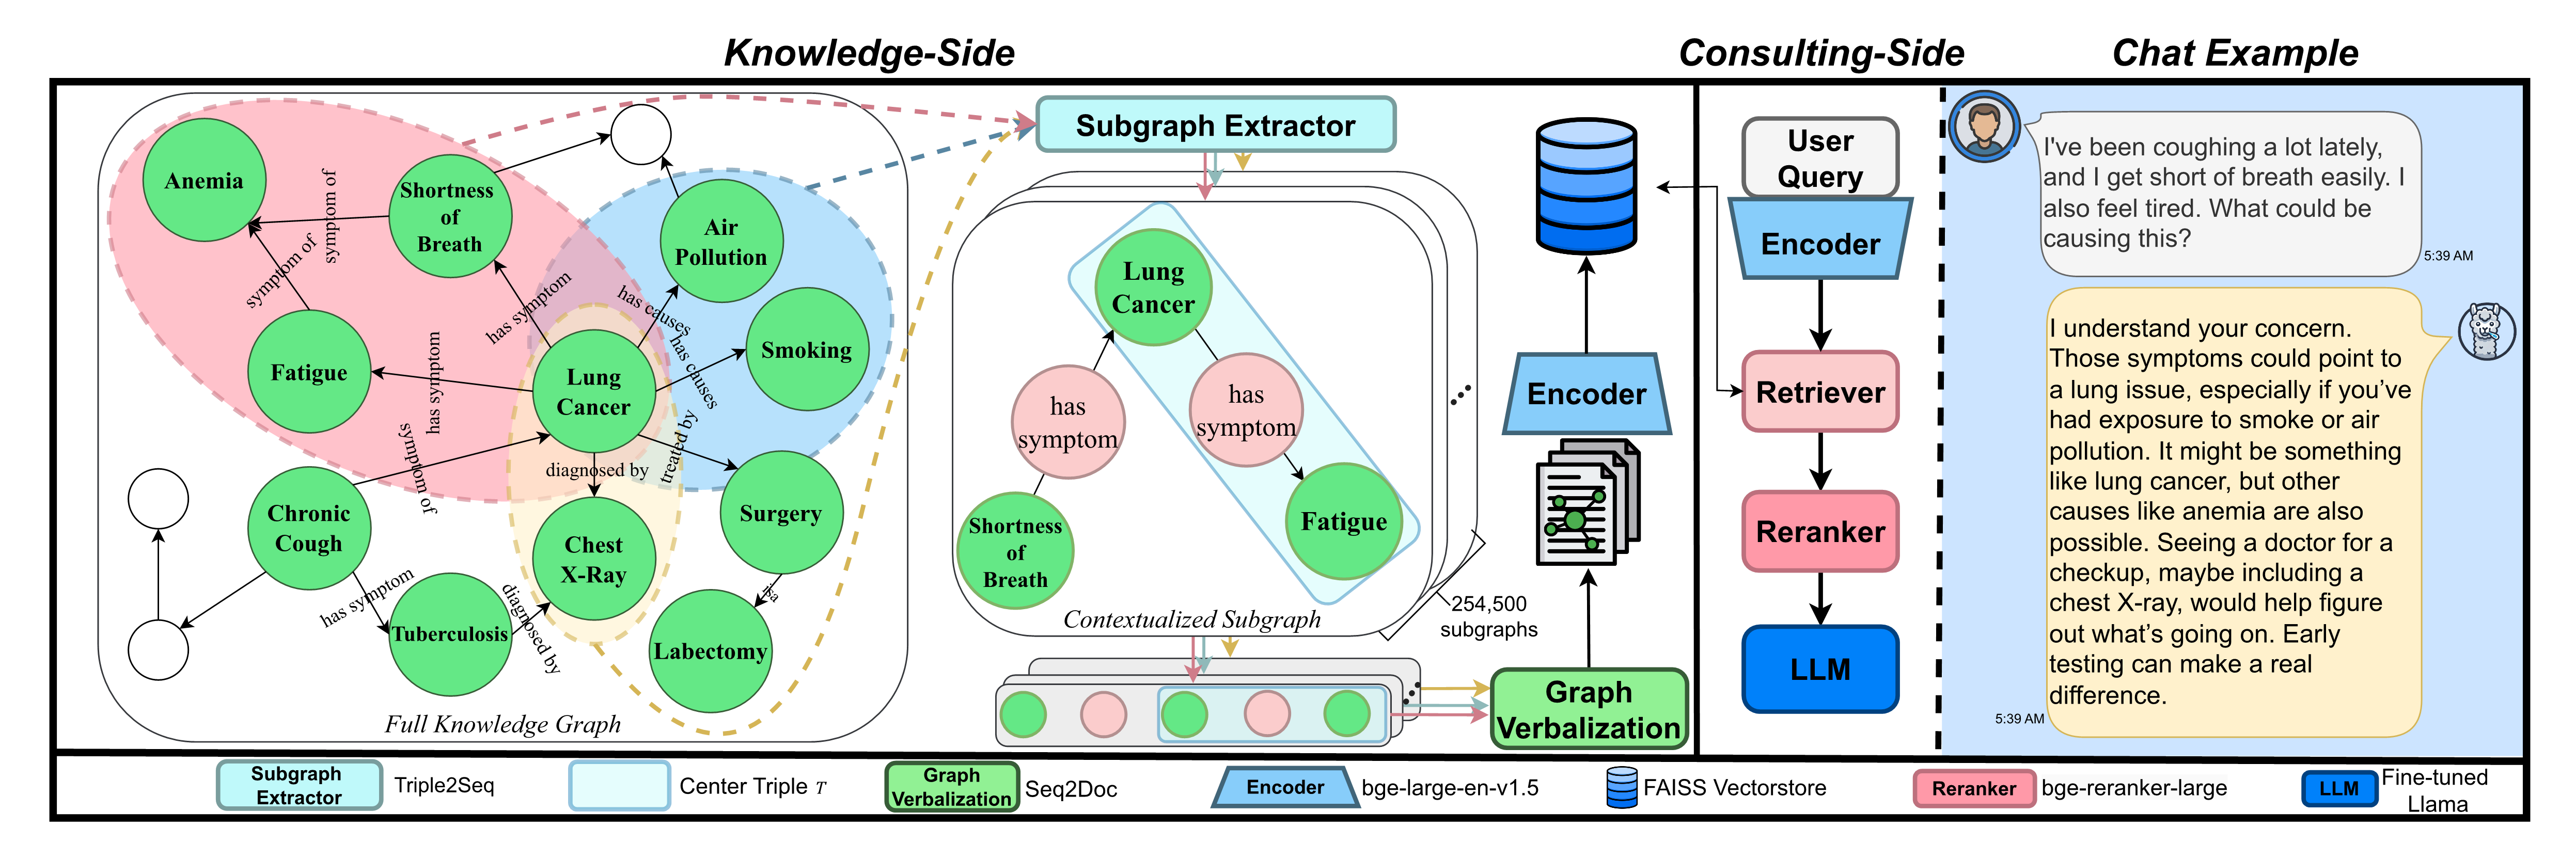 Knowledge-Side
Consulting-Side
Chat Example
Anemia
symptom of
Shortness
of
Breath
symptom of
Air
Pollution
has symptom
has causes
Smoking
has causes
Fatigue
has symptom
Lung
Cancer
symptom of
treated by
diagnosed by
Chronic
Cough
Surgery
Chest
X-Ray
has symptom
Tuberculosis
diagnosed by
isa
Labectomy
Full Knowledge Graph
Subgraph Extractor
Lung
Cancer
has
symptom
has
symptom
Shortness
of
Breath
Fatigue
Contextualized Subgraph
254,500
subgraphs
Encoder
Graph
Verbalization
User
Query
Encoder
Retriever
Reranker
LLM
I've been coughing a lot lately,
and I get short of breath easily. I
also feel tired. What could be
causing this?
5:39 AM
I understand your concern.
Those symptoms could point to
a lung issue, especially if you’ve
had exposure to smoke or air
pollution. It might be something
like lung cancer, but other
causes like anemia are also
possible. Seeing a doctor for a
checkup, maybe including a
chest X-ray, would help figure
out what’s going on. Early
testing can make a real
difference.
5:39 AM
Subgraph
Extractor
Triple2Seq
Center Triple T
Graph
Verbalization
Seq2Doc
Encoder
bge-large-en-v1.5
FAISS Vectorstore
Reranker
bge-reranker-large
LLM
Fine-tuned
Llama